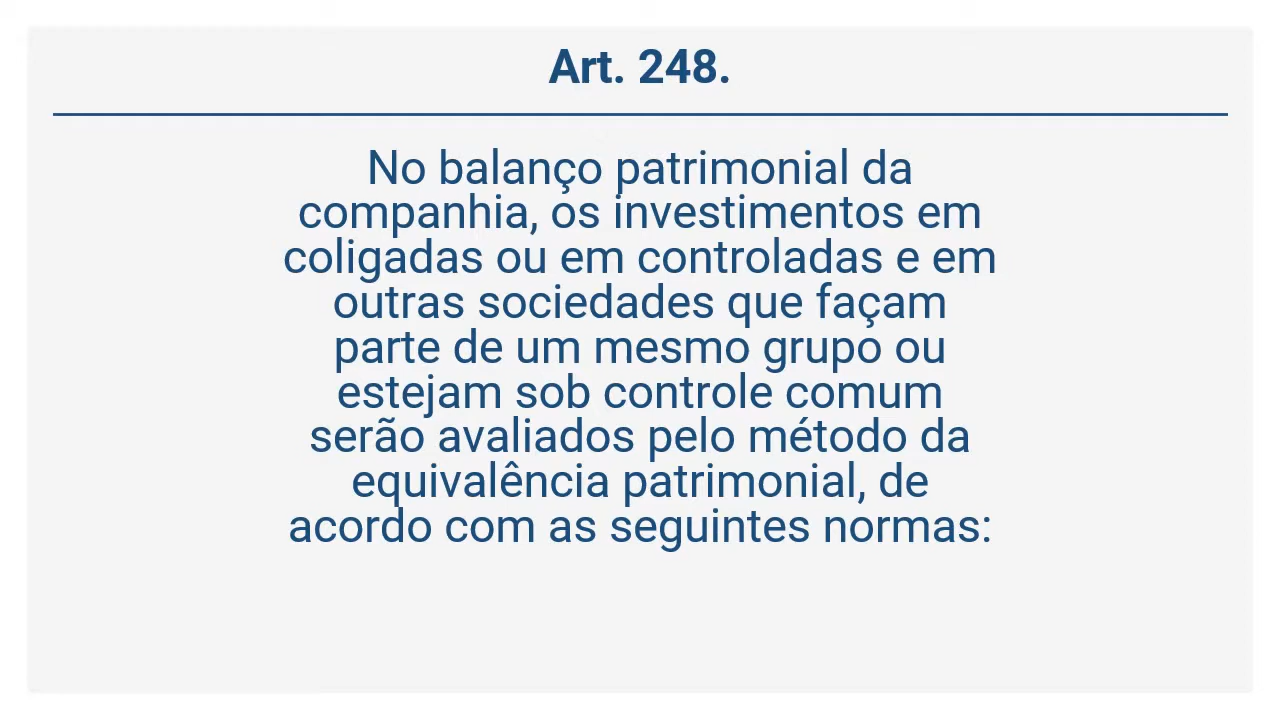 Art. 248.
No balanço patrimonial da
companhia, os investimentos em
coligadas ou em controladas e em
outras sociedades que façam
parte de um mesmo grupo ou
estejam sob controle comum
serão avaliados pelo método da
equivalência patrimonial, de
acordo com as seguintes normas: